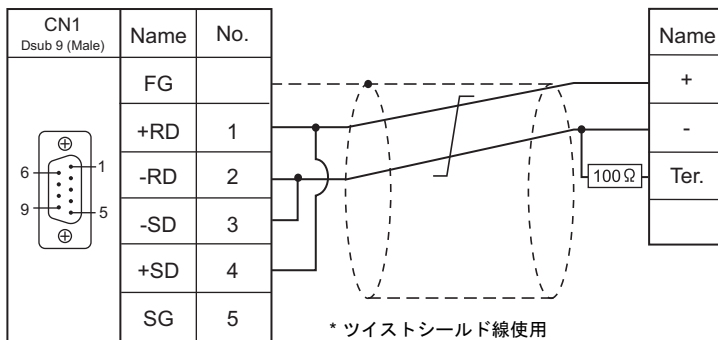 CN1
Dsub 9 (Male)
Name No.
FG
+RD 1
-RD 2
-SD 3
+SD 4
SG 5
1
6
9
5
Name
+
-
100Ω
Ter.
* ツイストシールド線使用